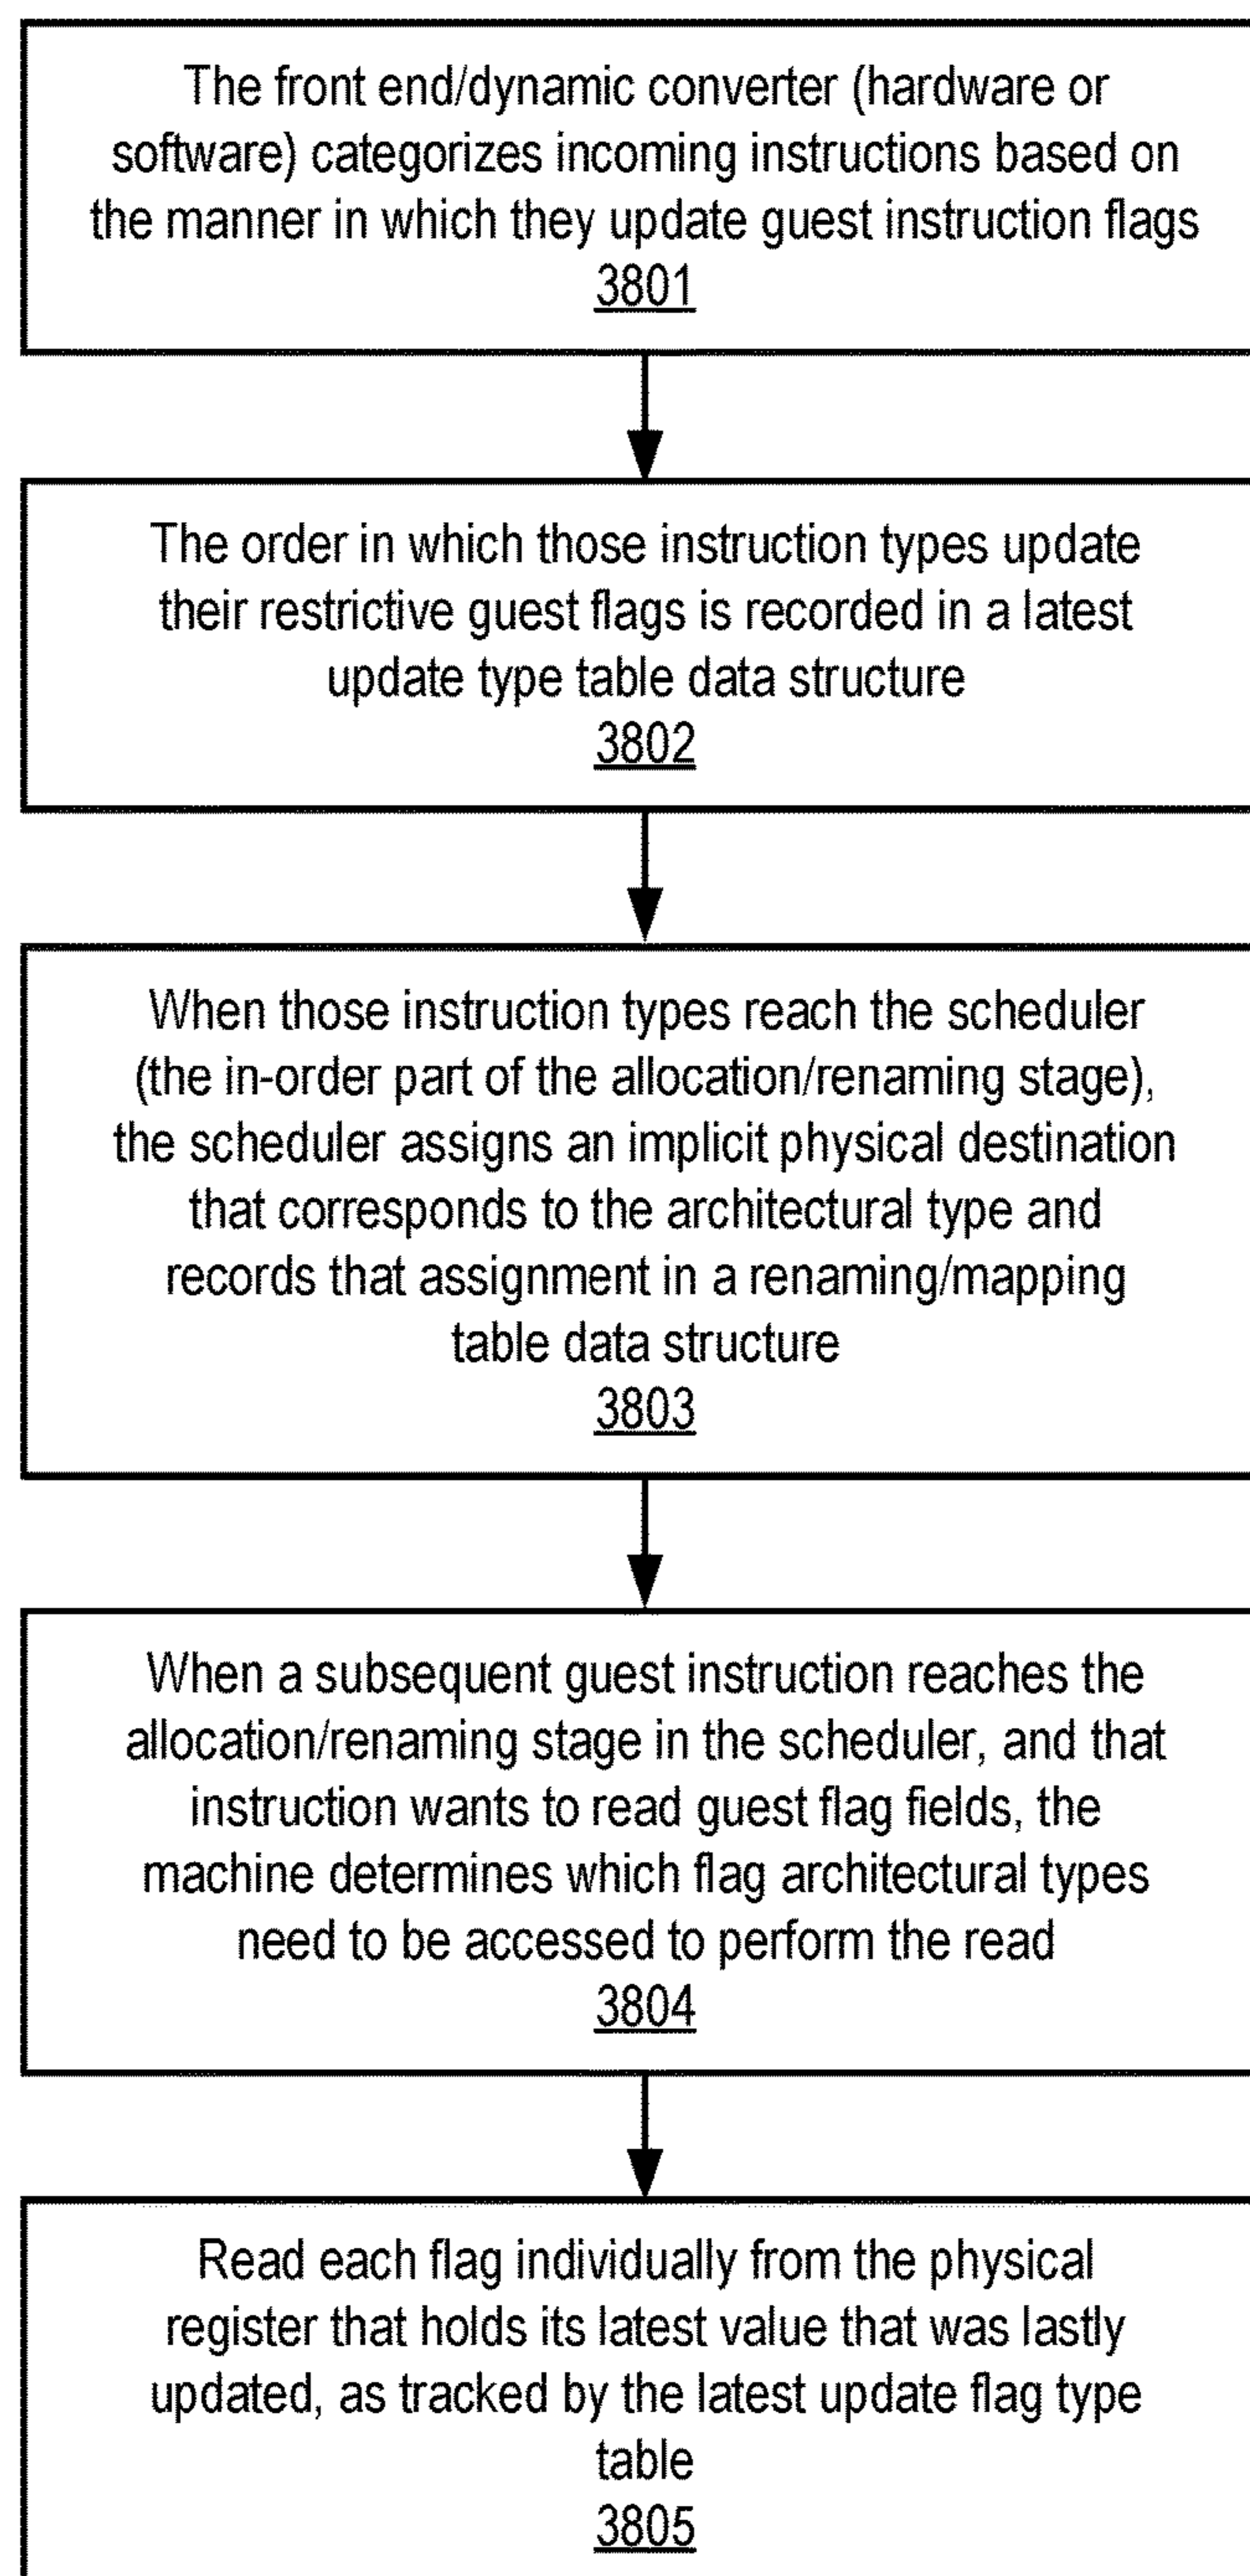 The front end/dynamic converter (hardware or
software) categorizes incoming instructions based on
the manner in which they update guest instruction flags
3801
The order in which those instruction types update
their restrictive guest flags is recorded in a latest
update type table data structure
3802
When those instruction types reach the scheduler
(the in-order part of the allocation/renaming stage),
the scheduler assigns an implicit physical destination
that corresponds to the architectural type and
records that assignment in a renaming/mapping
table data structure
3803
When a subsequent guest instruction reaches the
allocation/renaming stage in the scheduler, and that
instruction wants to read guest flag fields, the
machine determines which flag architectural types
need to be accessed to perform the read
3804
Read each flag individually from the physical
register that holds its latest value that was lastly
updated, as tracked by the latest update flag type
table
3805